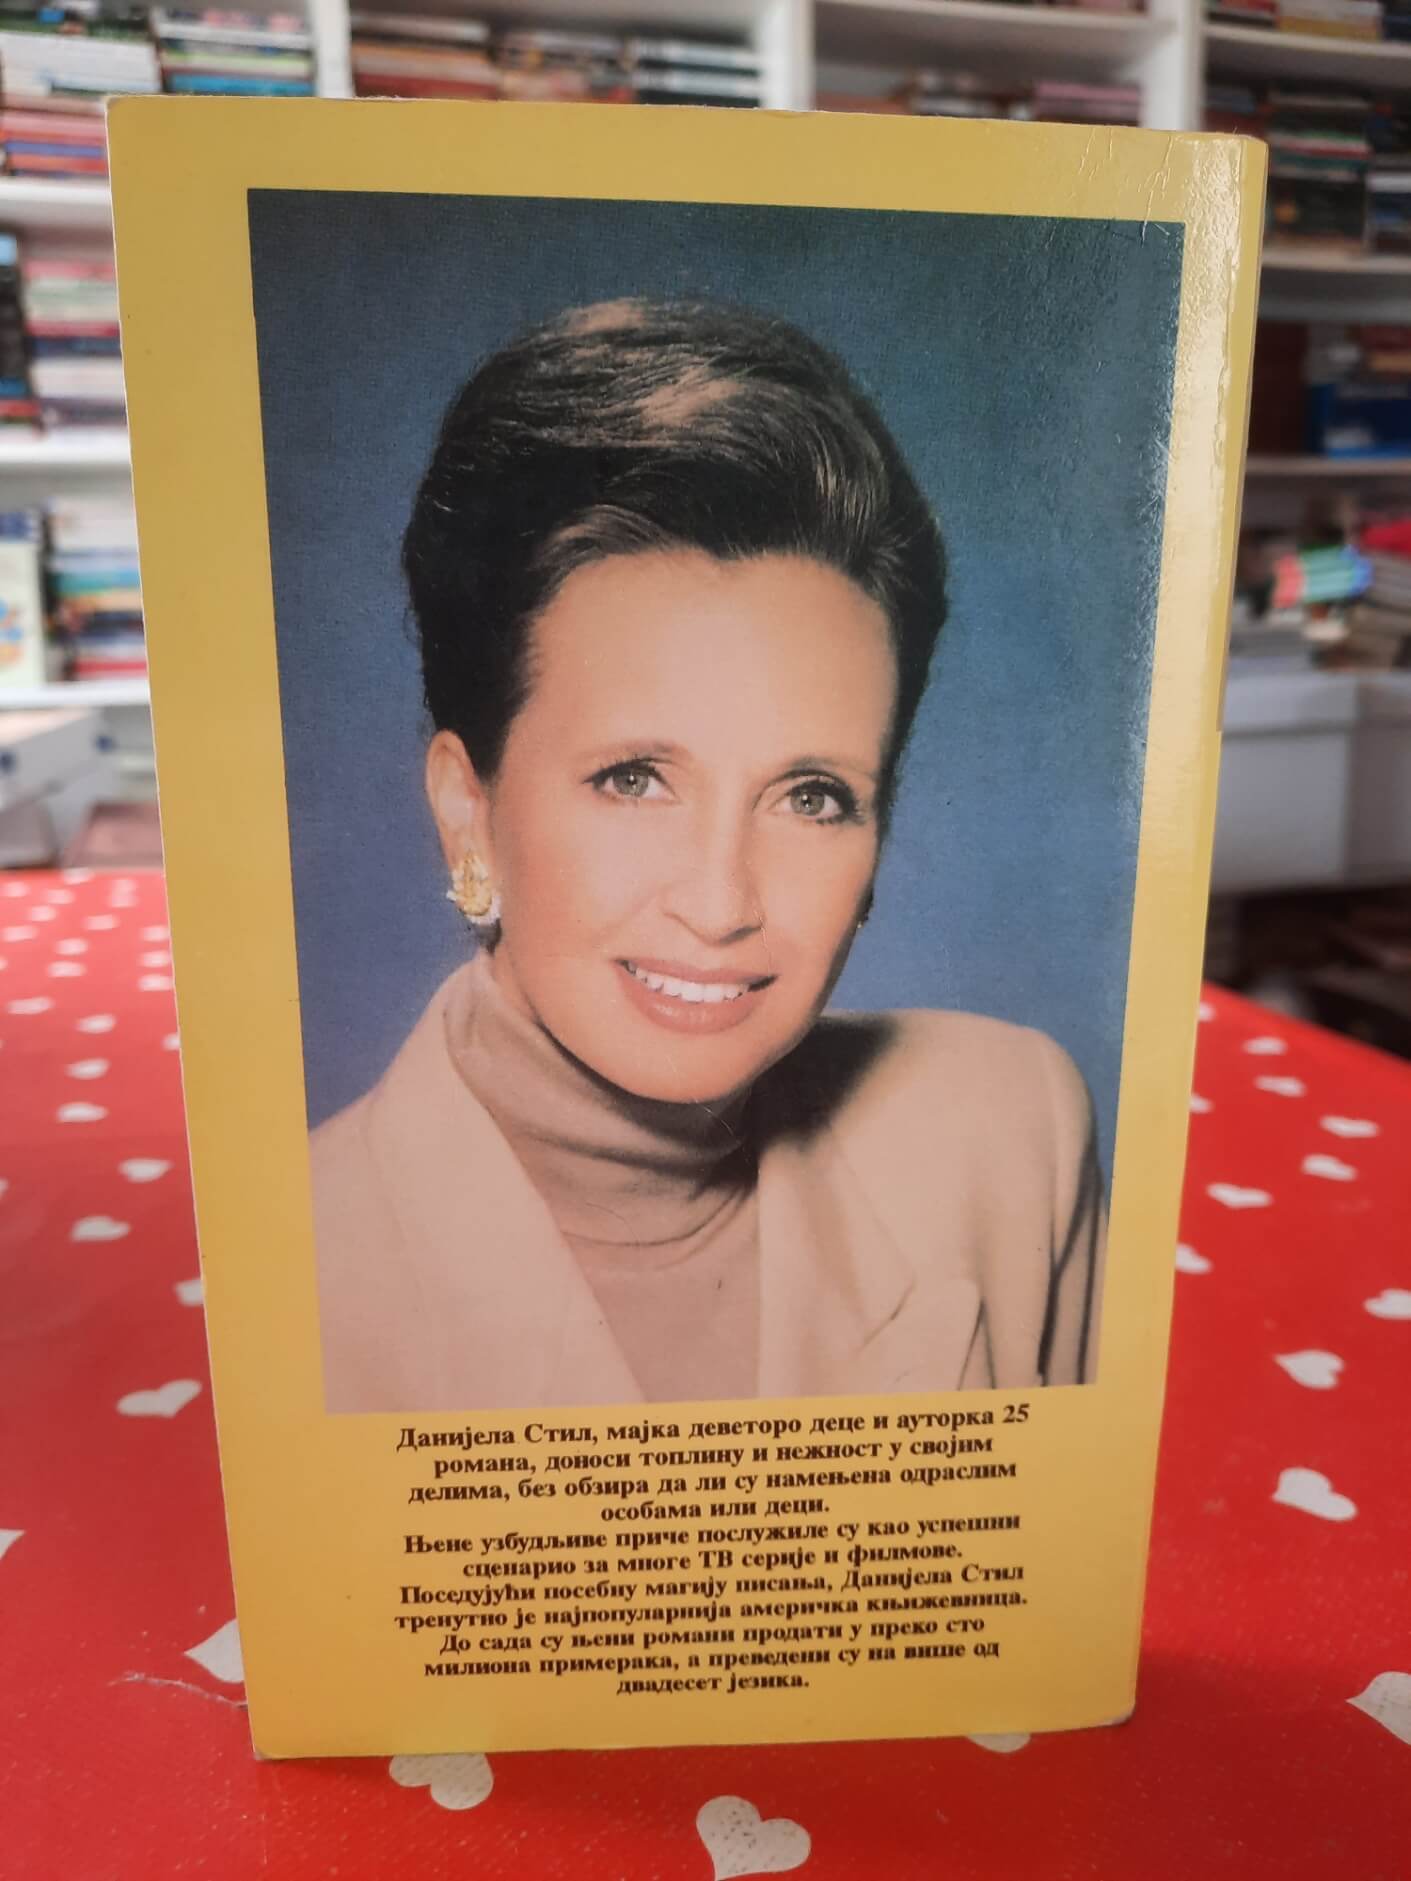 Данијела Стил, мајка деветоро деце и ауторка 25
романа, доноси топлину и нежност у својим
делима, без обзира да ли су намењена одраслим
особама или деци.
Њене узбудљиве приче послужиле су као успешни
сценарио за многе ТВ серије и филмове.
Поседујући посебну магију писања, Данијела Стил
тренутно је најпопуларнија америчка књижевница.
До сада су њени романи продати у преко сто
милиона примерака, а преведени су на више од
двадесет језика.